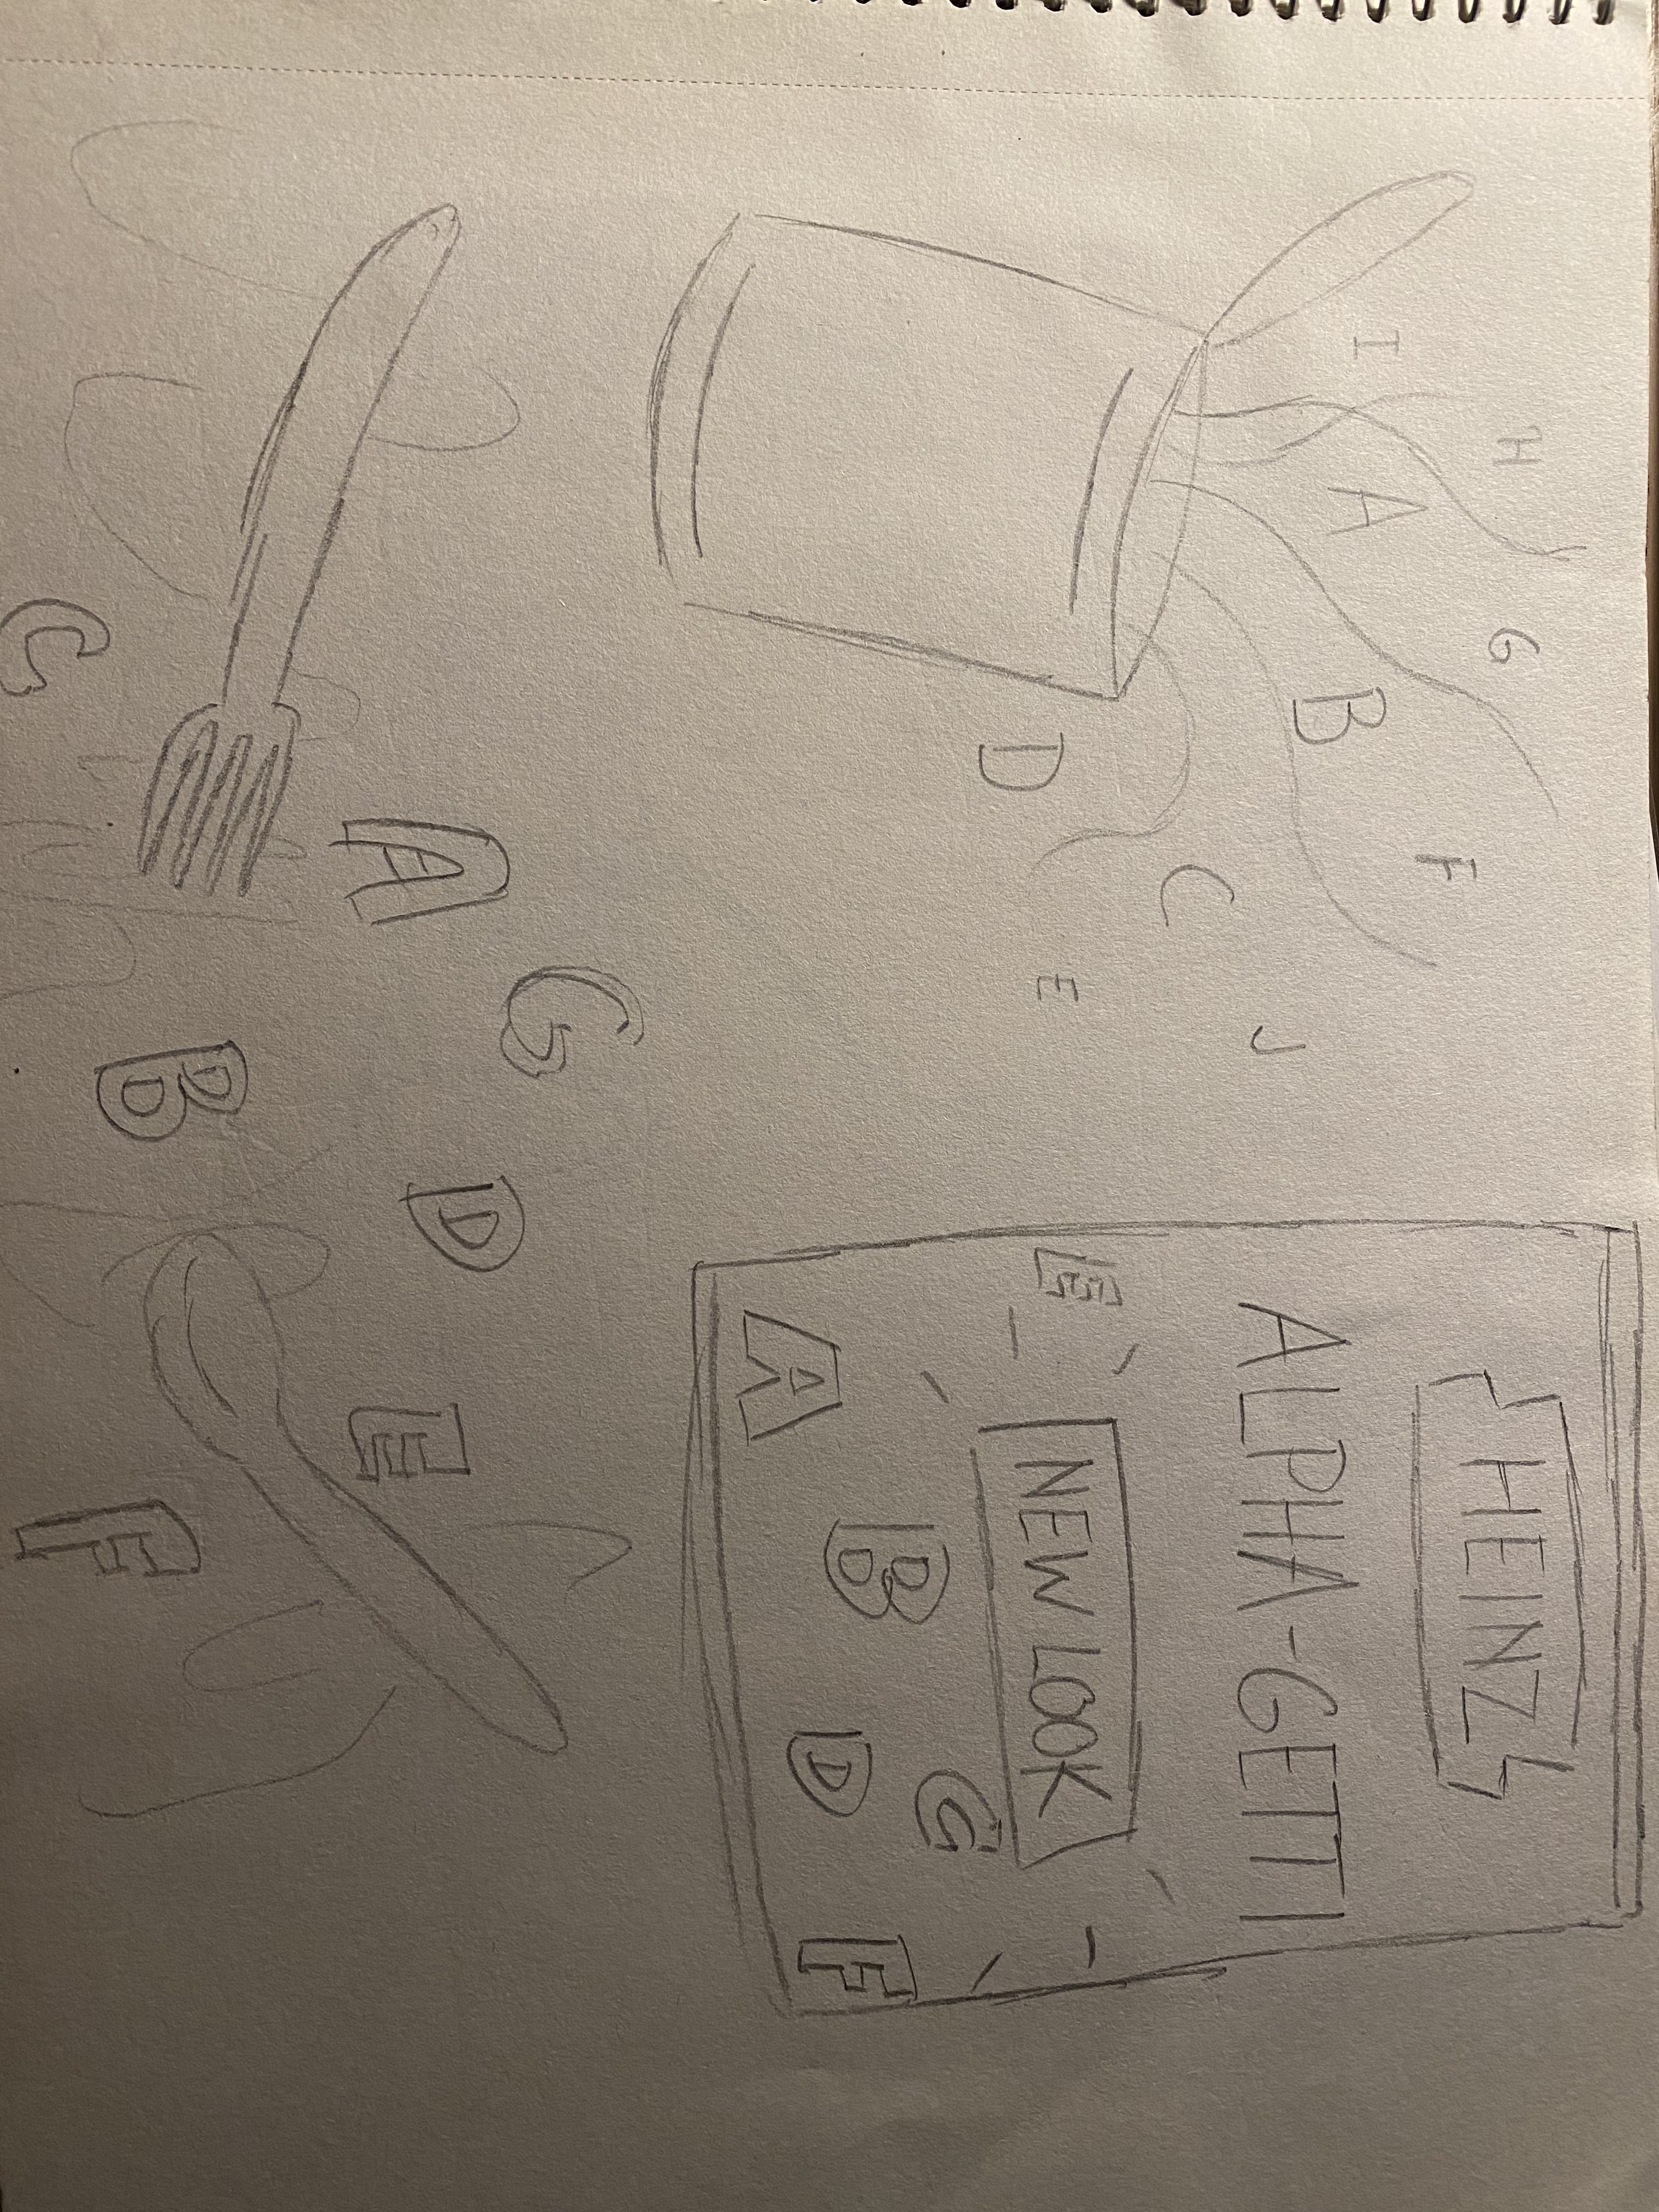 H G
I A F
B J
C
D E
HEINZ
ALPHA-GETTI
E NEW LOOK
B C
A D F
C
A D E
B F
G